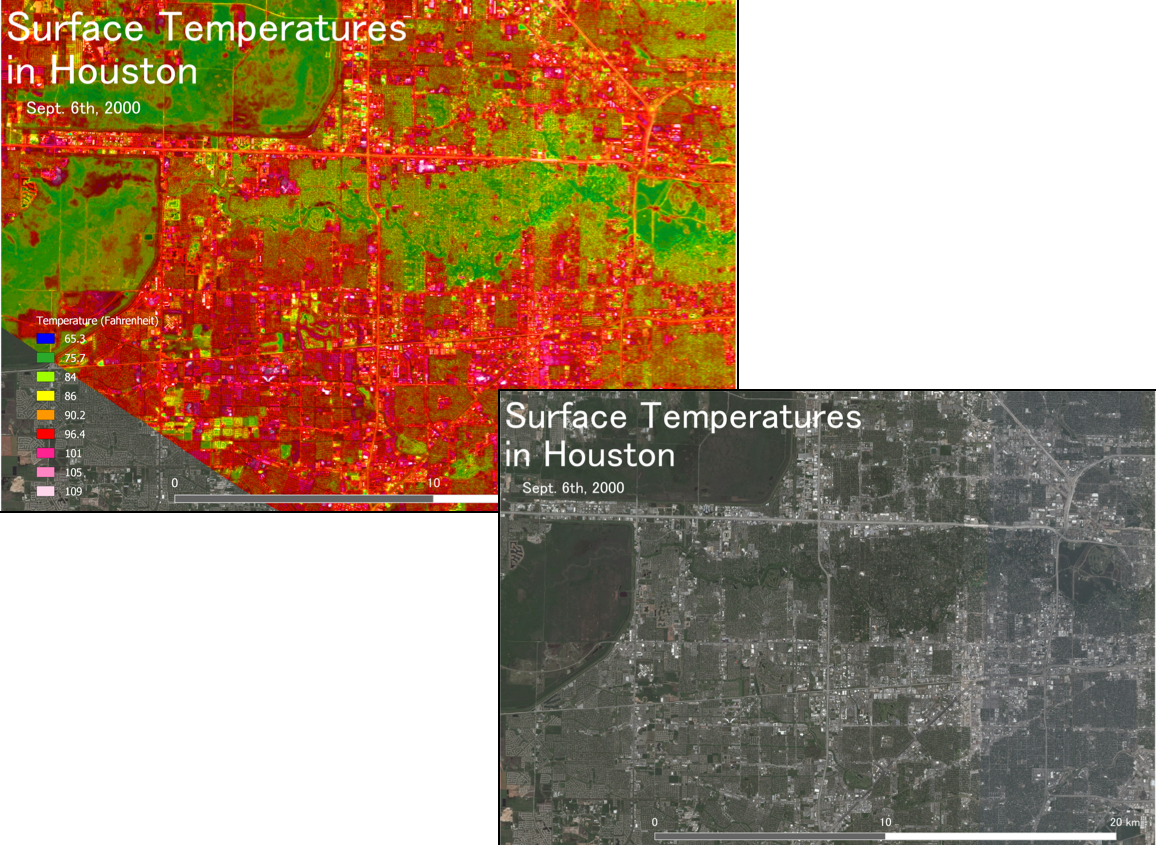 Surface Temperatures
in Houston
Sept. 6th, 2000
Temperature (Fahrenheit)
65.3
75.7
84
86
90.2
96.4
101
105
109
0 10
Surface Temperatures
in Houston
Sept. 6th, 2000
0 10 20 km